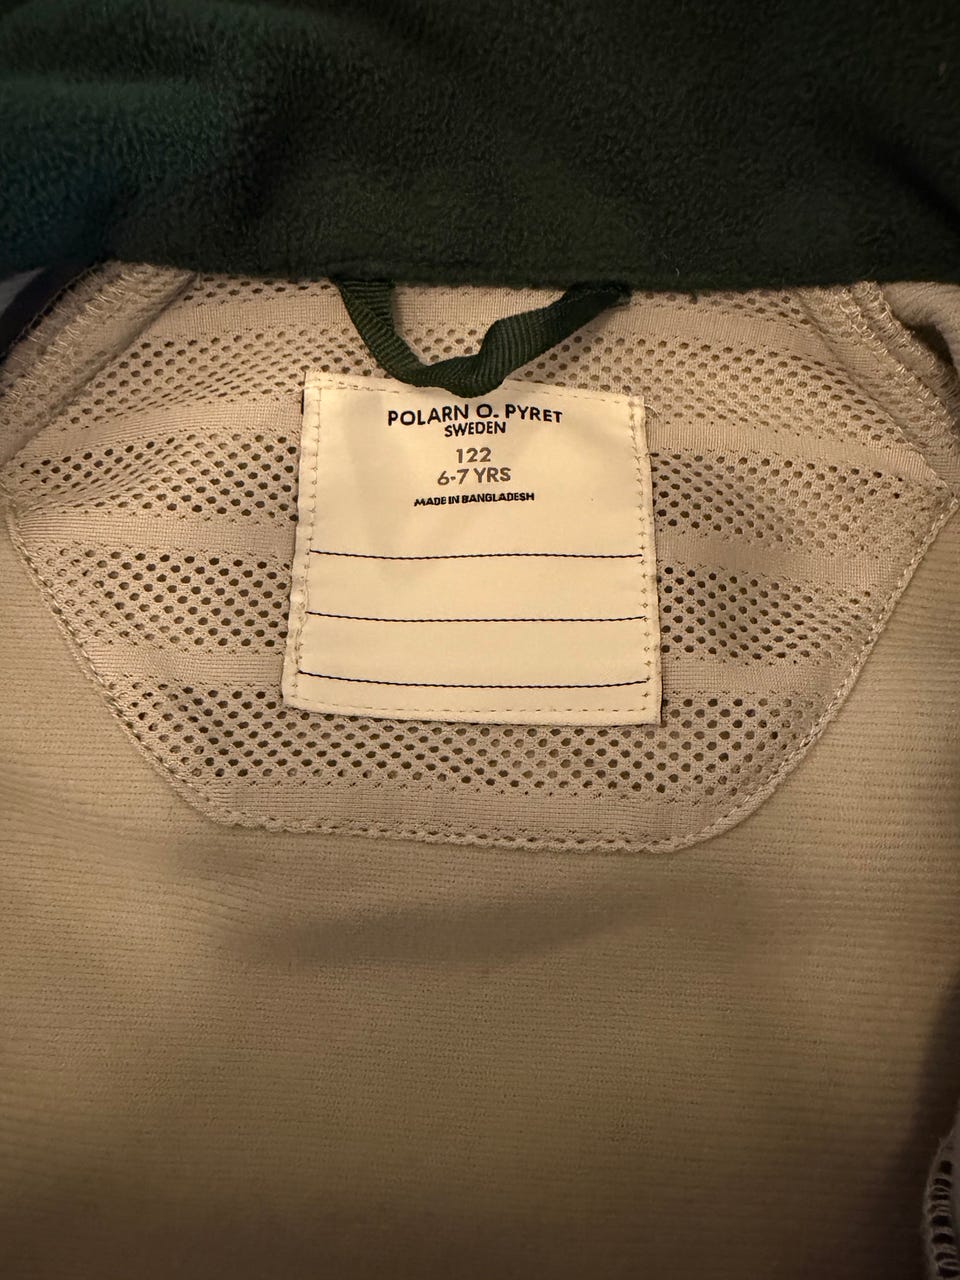 POLARN O. PYRET
SWEDEN
122
6-7 YRS
MADE IN BANGLADESH